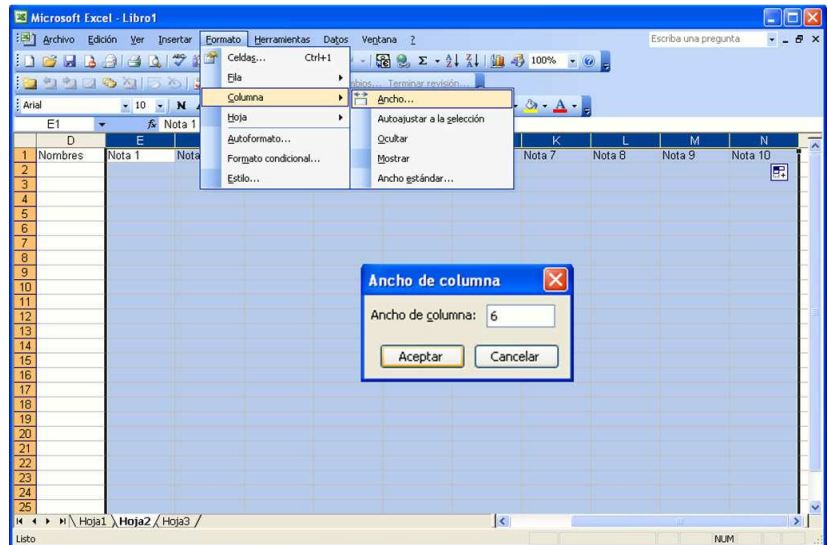 Microsoft Excel - Libro1
Archivo Edición Ver Insertar Formato Herramientas Datos Ventana ? Escriba una pregunta
Celdas... Ctrl+1 100%
Fila Terminar revisión...
Arial 10 N Columna Ancho... A
E1 fx Nota 1 Hoja Autoajustar a la selección
Autoformato... Ocultar
Formato condicional... Mostrar
Estilo... Ancho estándar...
D E K L M N
1 Nombres Nota 1 Nota Nota 7 Nota 8 Nota 9 Nota 10
2
3
4
5
6
7
8
9
10
11
12
13
14
15
16
17
18
19
20
21
22
23
24
25
Ancho de columna
Ancho de columna: 6
Aceptar Cancelar
Hoja1 Hoja2 Hoja3
Listo NUM